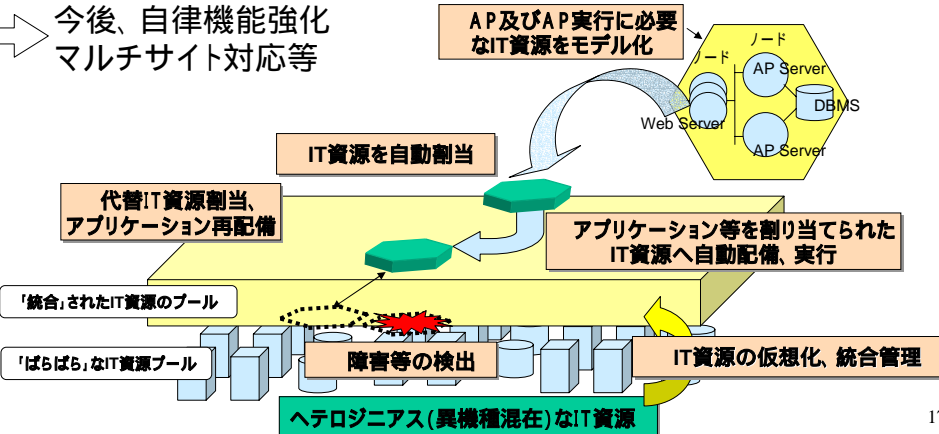 今後、自律機能強化
マルチサイト対応等
AP及びAP実行に必要
なIT資源をモデル化
ノード
ノード
AP Server
DBMS
Web Server
AP Server
IT資源を自動割当
代替IT資源割当、
アプリケーション再配備
アプリケーション等を割り当てられた
IT資源へ自動配備、実行
「統合」されたIT資源のプール
「ばらばら」なIT資源プール
障害等の検出
IT資源の仮想化、統合管理
ヘテロジニアス(異機種混在)なIT資源
17